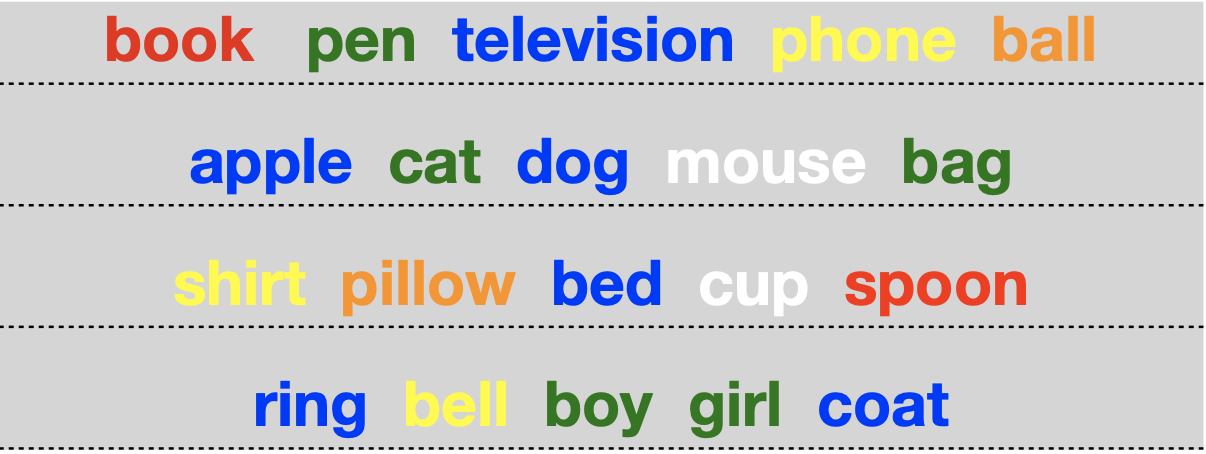 book pen television phone ball
apple cat dog mouse bag
shirt pillow bed cup spoon
ring bell boy girl coat